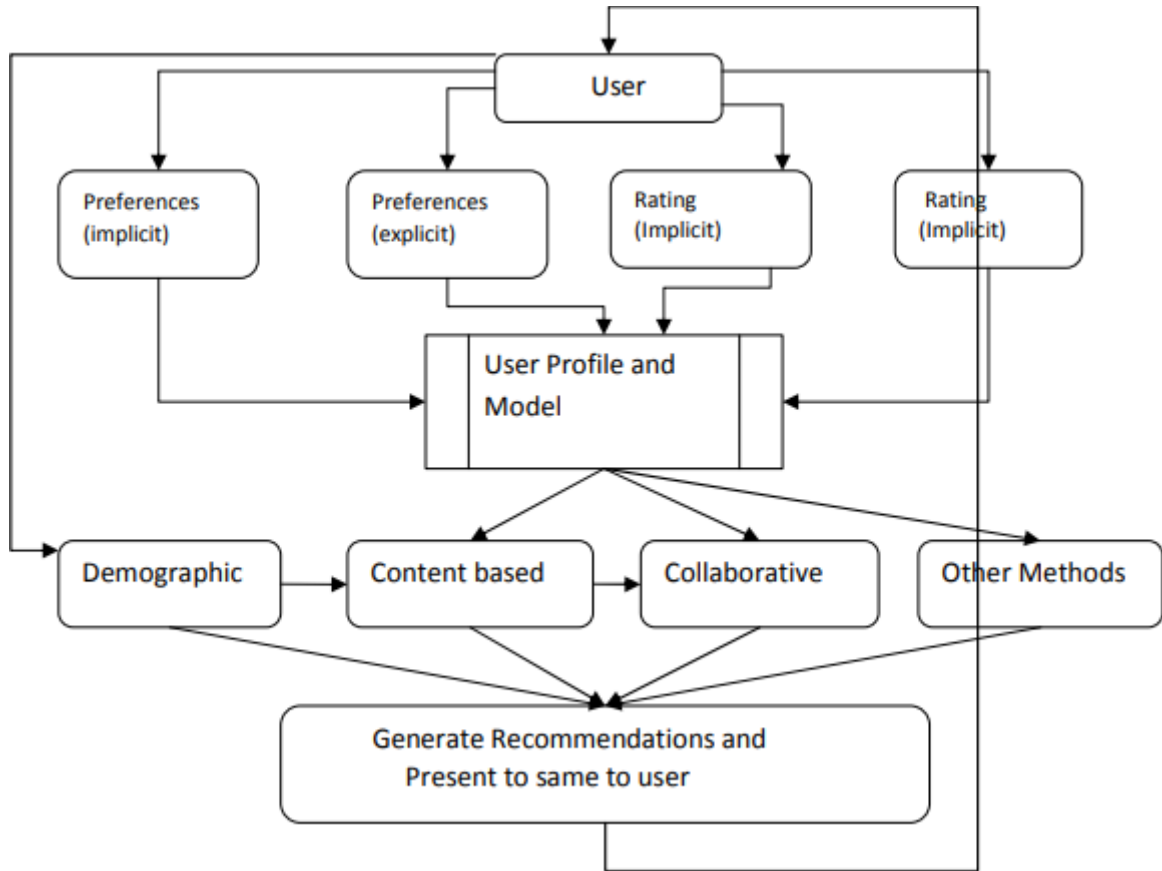 User
Preferences
(implicit)
Preferences
(explicit)
Rating
(Implicit)
Rating
(Implicit)
User Profile and
Model
Demographic
Content based
Collaborative
Other Methods
Generate Recommendations and
Present to same to user